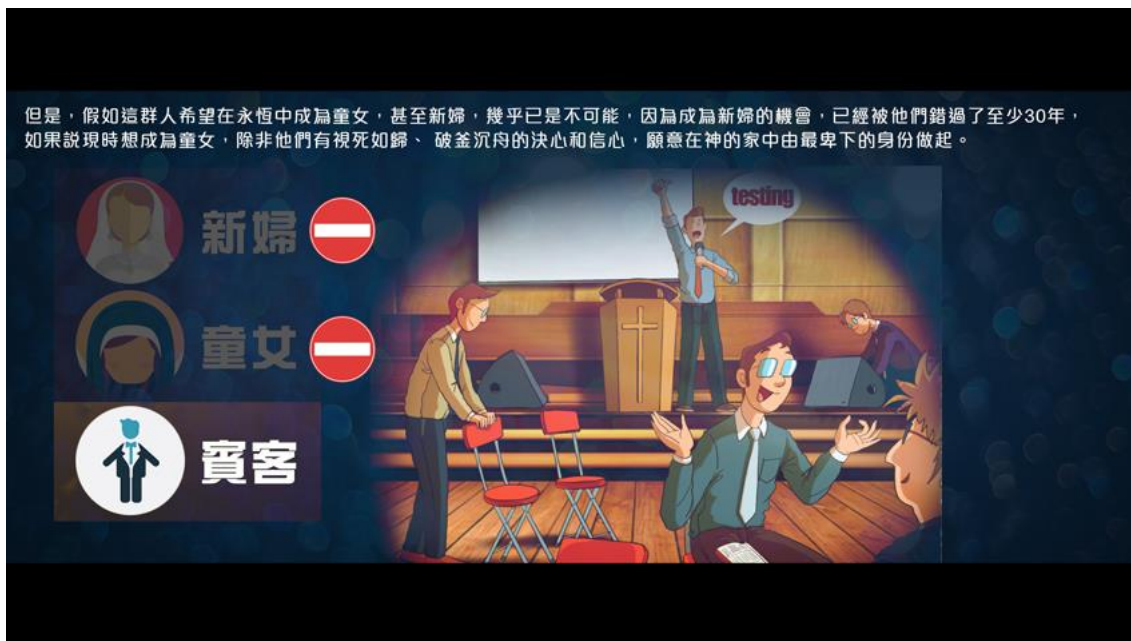 但是，假如這群人希望在永恆中成為童女，甚至新婦，幾乎已是不可能，因為成為新婦的機會，已經被他們錯過了至少30年，
如果説現時想成為童女，除非他們有視死如歸、 破釜沉舟的決心和信心，願意在神的家中由最卑下的身份做起。
testing
新婦
童女
賓客